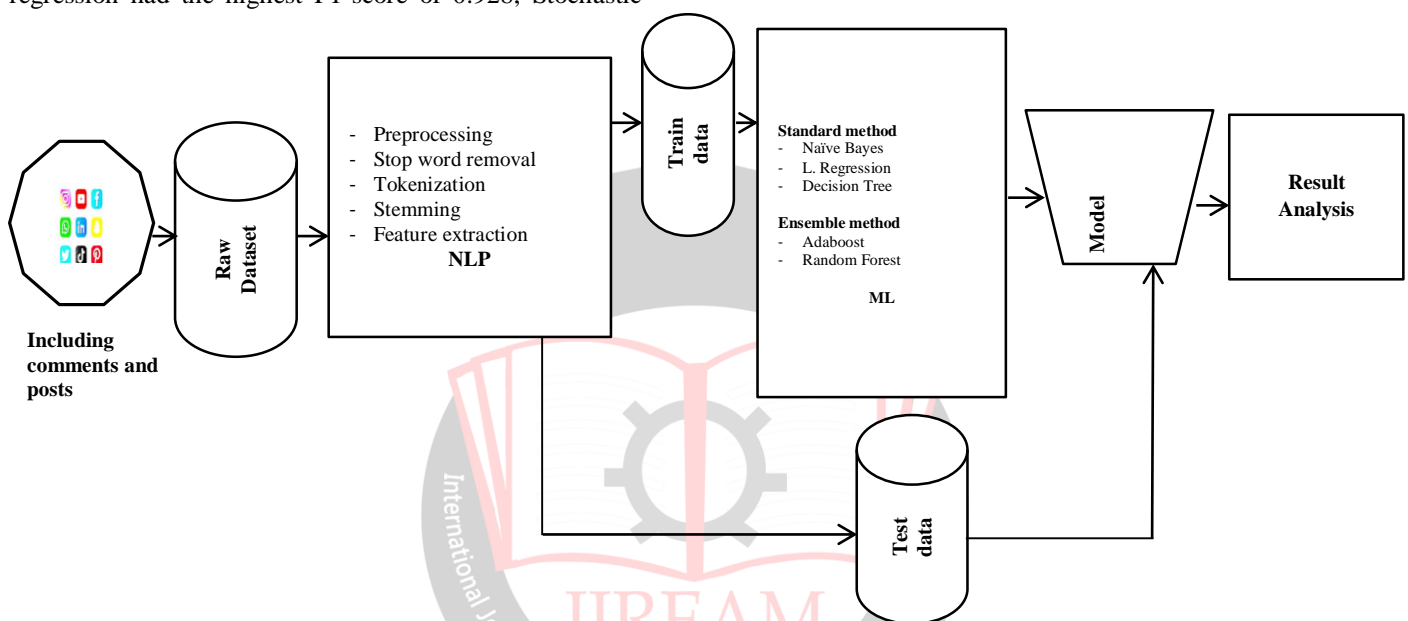 regression had the highest F1 score of 0.928, Stochastic
Including
comments and
posts
Raw
Dataset
- Preprocessing
- Stop word removal
- Tokenization
- Stemming
- Feature extraction
NLP
Train
data
Standard method
- Naïve Bayes
- L. Regression
- Decision Tree
Ensemble method
- Adaboost
- Random Forest
ML
Model
Result
Analysis
Test
data
International Jo
IJREAM